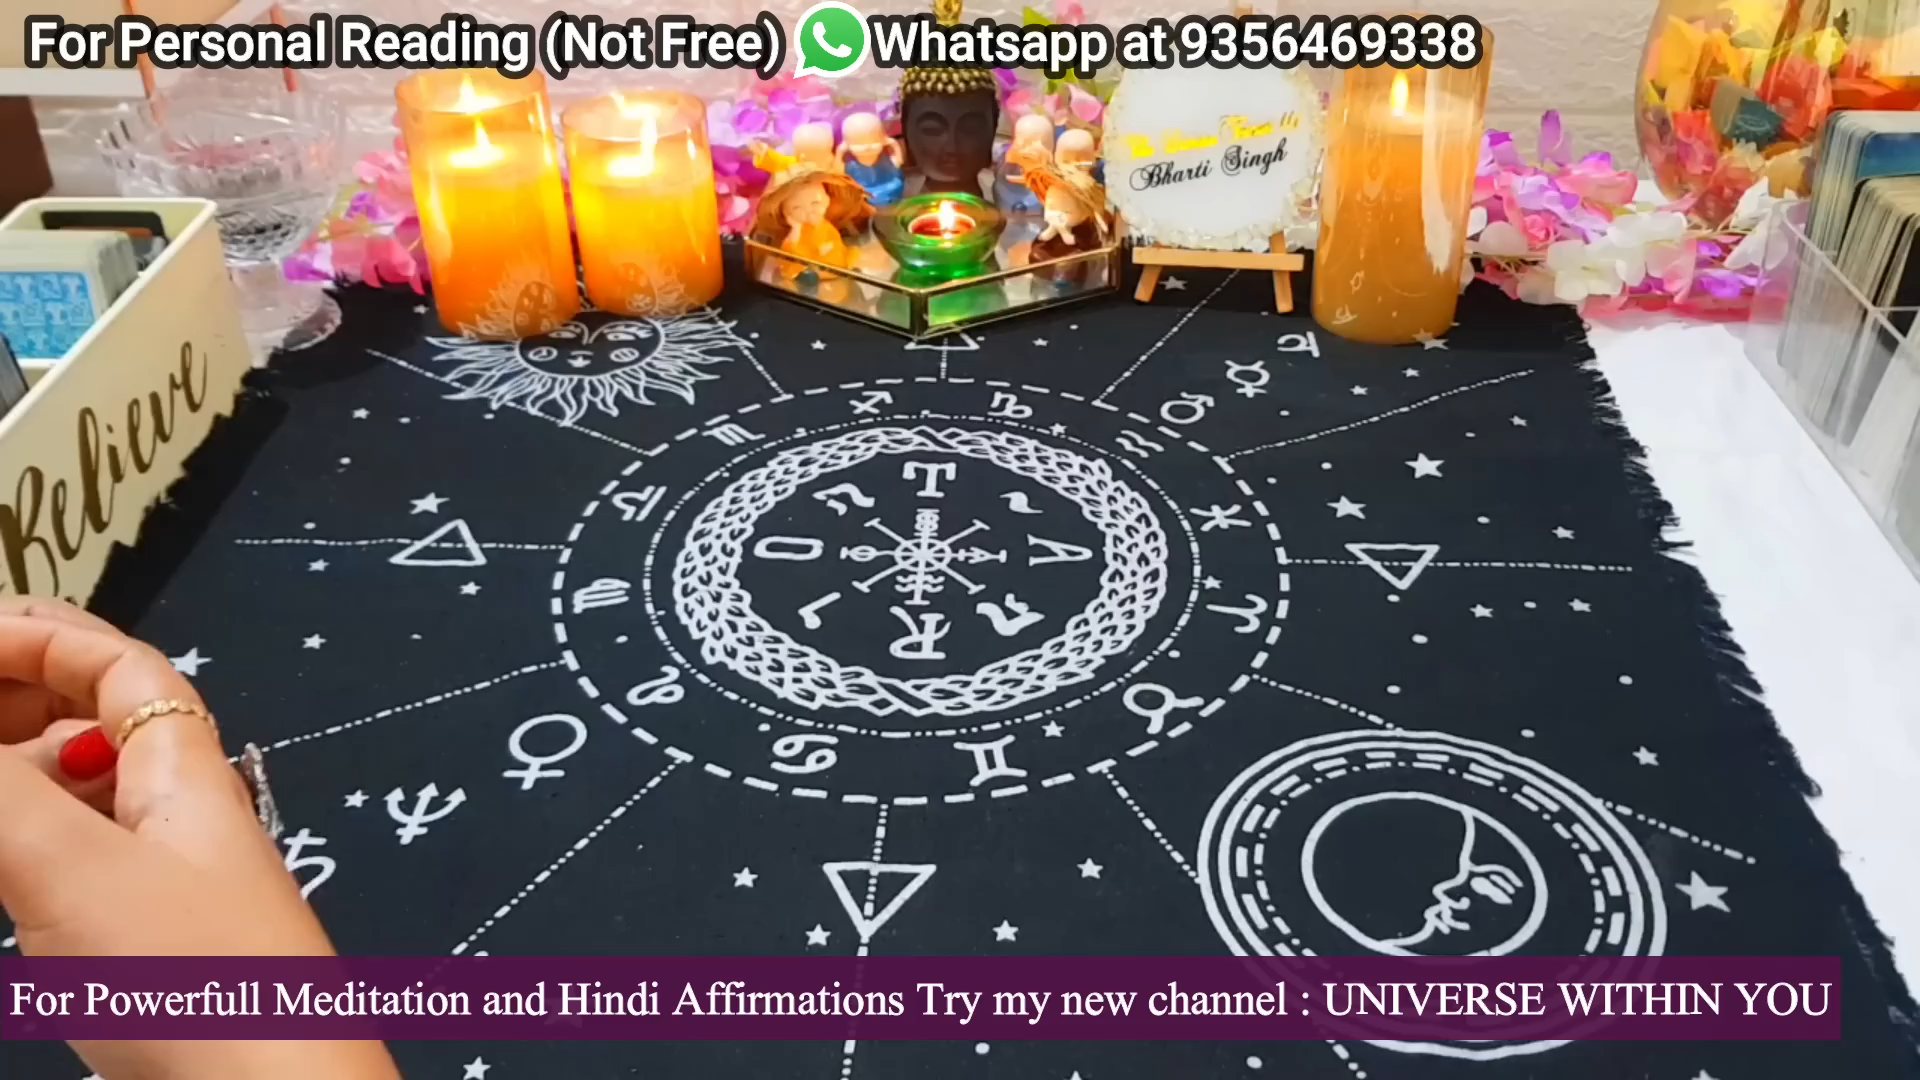 For Personal Reading (Not Free) Whatsapp at 9356469338
Bharti Singh
Believe
T
A
R
O
For Powerfull Meditation and Hindi Affirmations Try my new channel : UNIVERSE WITHIN YOU